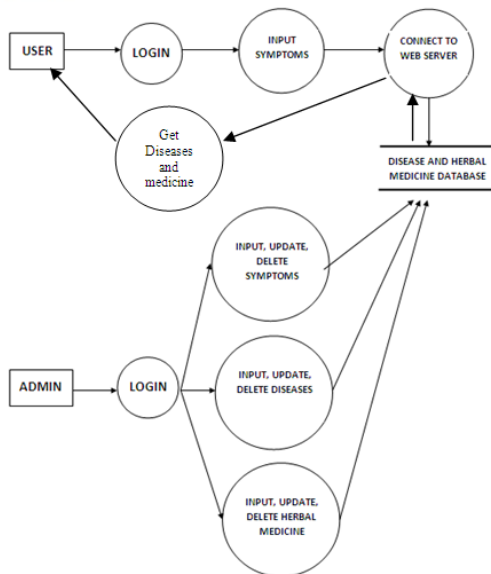 USER
LOGIN
INPUT
SYMPTOMS
CONNECT TO
WEB SERVER
Get
Diseases
and
medicine
DISEASE AND HERBAL
MEDICINE DATABASE
INPUT, UPDATE,
DELETE
SYMPTOMS
ADMIN
LOGIN
INPUT, UPDATE,
DELETE DISEASES
INPUT, UPDATE,
DELETE HERBAL
MEDICINE